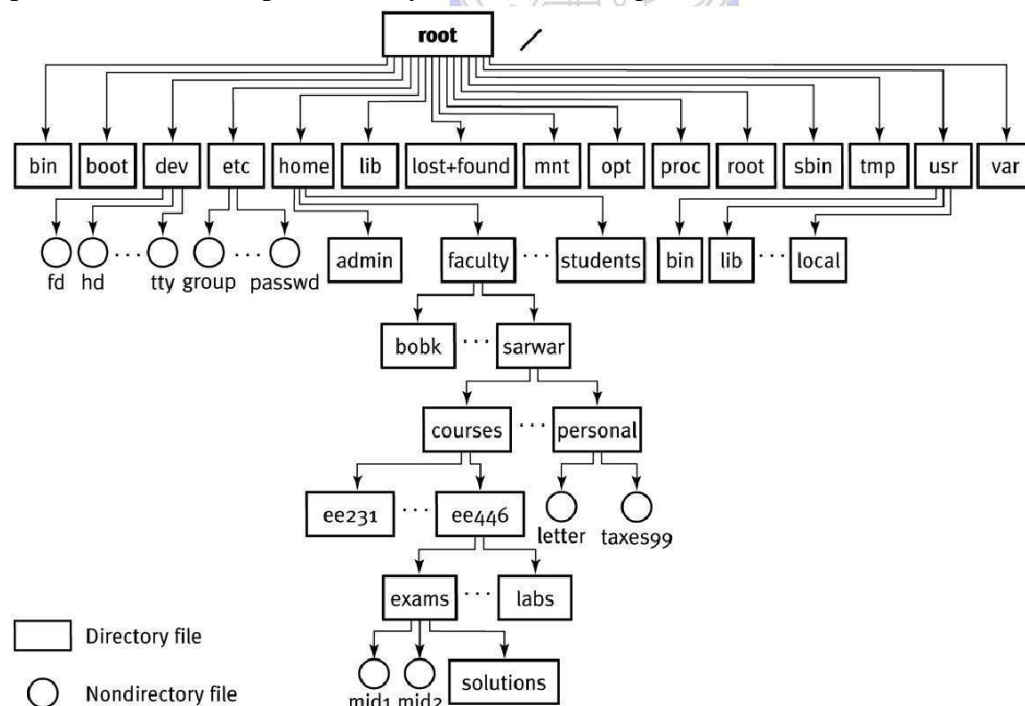 root /
bin boot dev etc home lib lost+found mnt opt proc root sbin tmp usr var
fd hd ... tty group ... passwd admin faculty ... students bin lib ... local
bobk ... sarwar
courses ... personal
ee231 ... ee446 letter taxes99
exams ... labs
Directory file
mid1 mid2 solutions
Nondirectory file